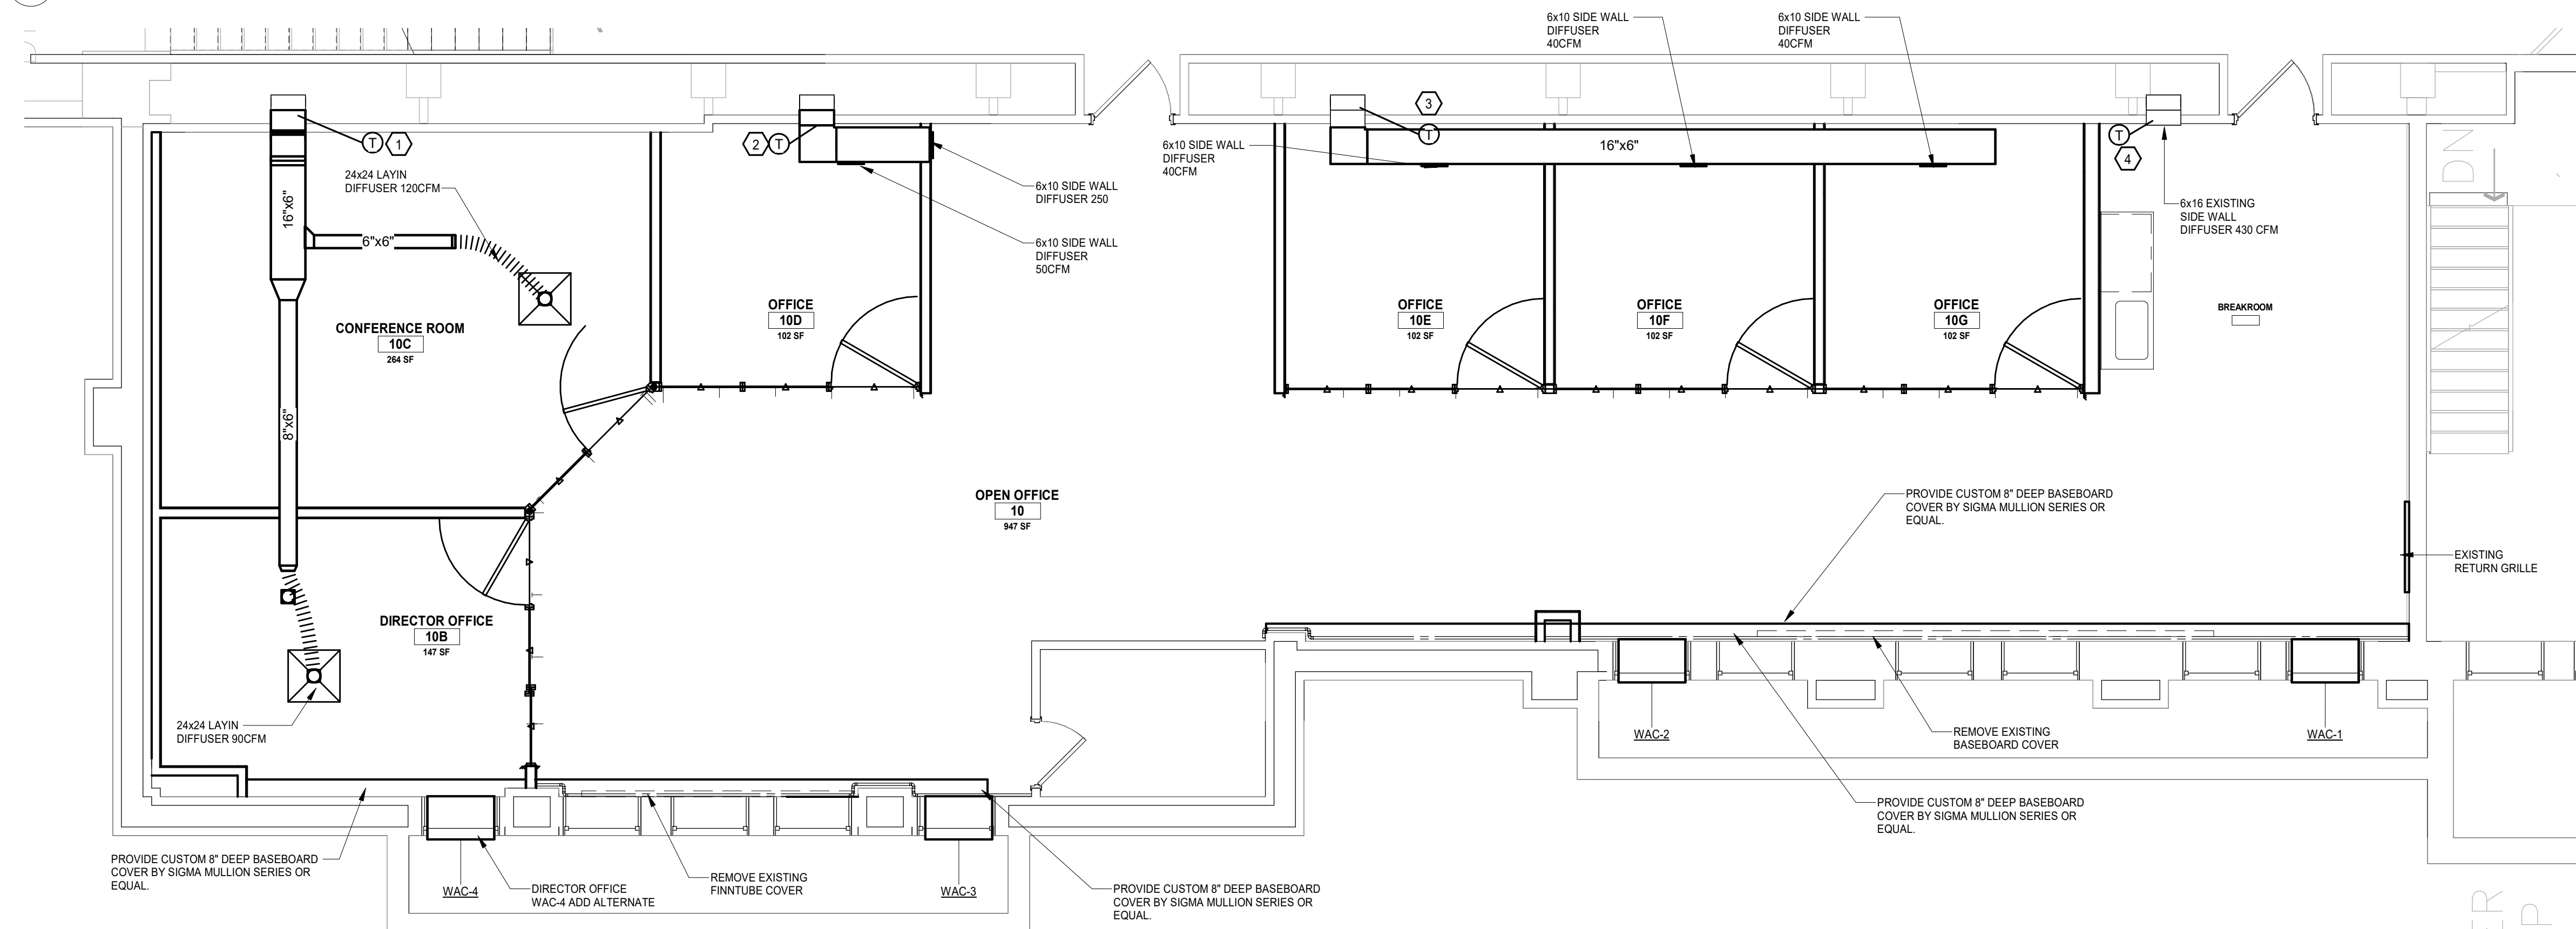 6x10 SIDE WALL
DIFFUSER
40CFM
6x10 SIDE WALL
DIFFUSER
40CFM
T
1
2
T
3
T
T
4
6x10 SIDE WALL
DIFFUSER
40CFM
16"x6"
DN
24x24 LAYIN
DIFFUSER 120CFM
16"x6"
6"x6"
6x10 SIDE WALL
DIFFUSER 250
6x10 SIDE WALL
DIFFUSER
50CFM
6x16 EXISTING
SIDE WALL
DIFFUSER 430 CFM
CONFERENCE ROOM
10C
264 SF
OFFICE
10D
102 SF
OFFICE
10E
102 SF
OFFICE
10F
102 SF
OFFICE
10G
102 SF
BREAKROOM
8"x6"
OPEN OFFICE
10
947 SF
PROVIDE CUSTOM 8" DEEP BASEBOARD
COVER BY SIGMA MULLION SERIES OR
EQUAL.
EXISTING
RETURN GRILLE
DIRECTOR OFFICE
10B
147 SF
24x24 LAYIN
DIFFUSER 90CFM
WAC-2
REMOVE EXISTING
BASEBOARD COVER
WAC-1
PROVIDE CUSTOM 8" DEEP BASEBOARD
COVER BY SIGMA MULLION SERIES OR
EQUAL.
PROVIDE CUSTOM 8" DEEP BASEBOARD
COVER BY SIGMA MULLION SERIES OR
EQUAL.
WAC-4
DIRECTOR OFFICE
WAC-4 ADD ALTERNATE
REMOVE EXISTING
FINNTUBE COVER
WAC-3
PROVIDE CUSTOM 8" DEEP BASEBOARD
COVER BY SIGMA MULLION SERIES OR
EQUAL.